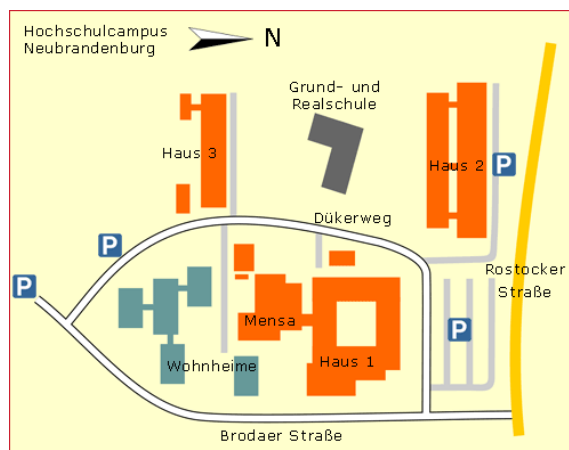 Hochschulcampus
Neubrandenburg
N
Grund- und
Realschule
Haus 3
Haus 2
P
Dükerweg
P
P
Rostocker
Straße
Mensa
P
Wohnheime
Haus 1
Brodaer Straße